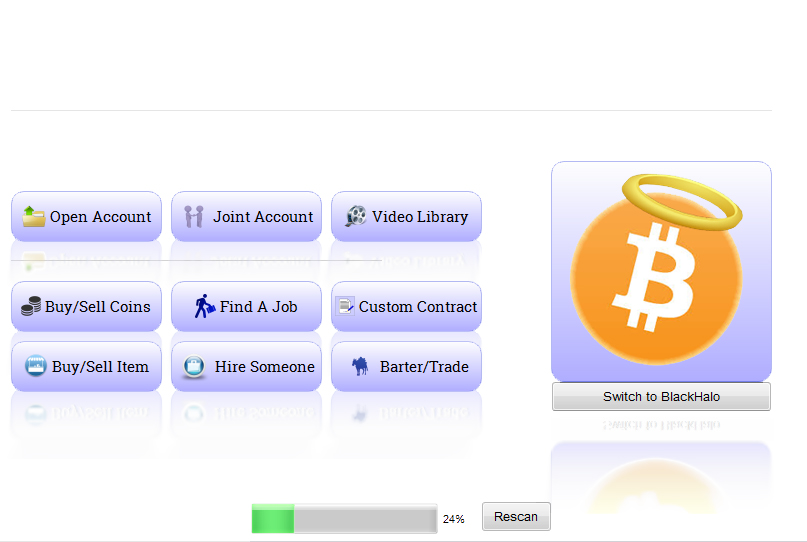 Open Account
Joint Account
Video Library
Buy/Sell Coins
Find A Job
Custom Contract
Buy/Sell Item
Hire Someone
Barter/Trade
Switch to BlackHalo
24%
Rescan